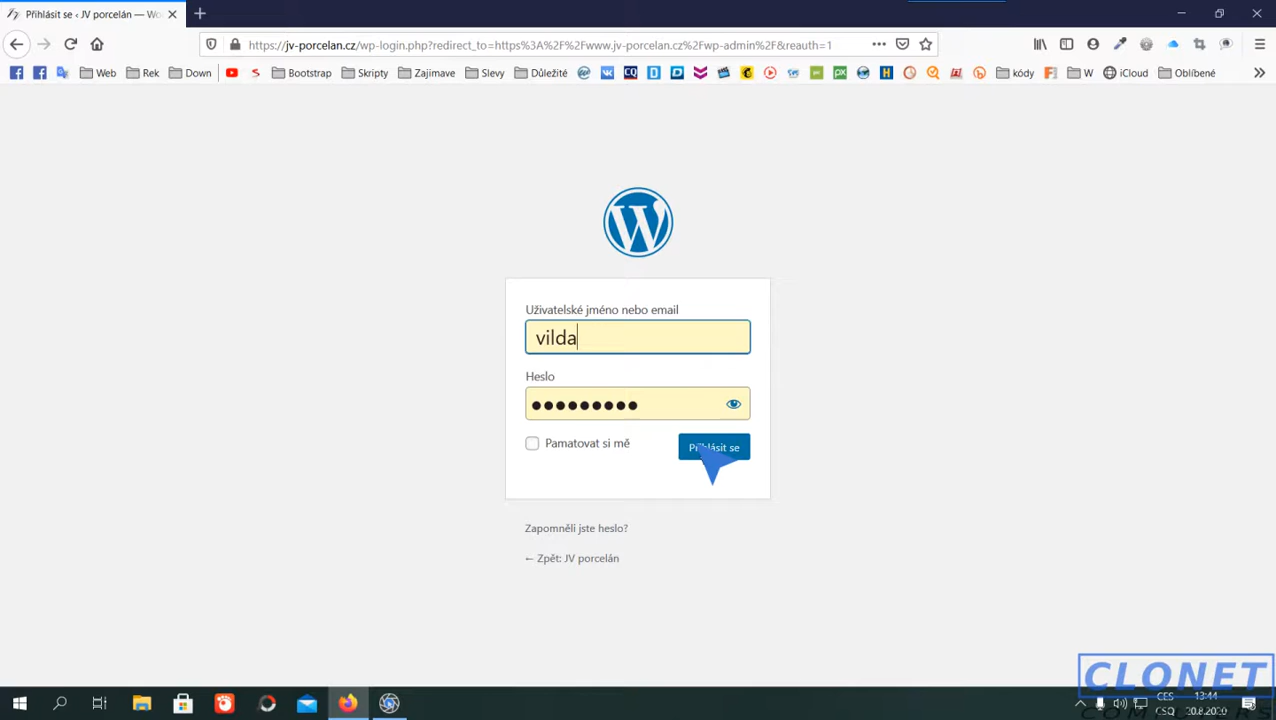 Přihlásit se ‹ JV porcelán — Wo
https://jv-porcelan.cz/wp-login.php?redirect_to=https%3A%2F%2Fwww.jv-porcelan.cz%2Fwp-admin%2F&reauth=1
Web
Rek
Down
Bootstrap
Skripty
Zajimave
Slevy
Důležité
kódy
W
iCloud
Oblíbené
Uživatelské jméno nebo email
vilda
Heslo
Pamatovat si mě
Přihlásit se
Zapomněli jste heslo?
← Zpět: JV porcelán
CLONET
COMPUTERS
CES
CSQ
13:44
20.8.2020